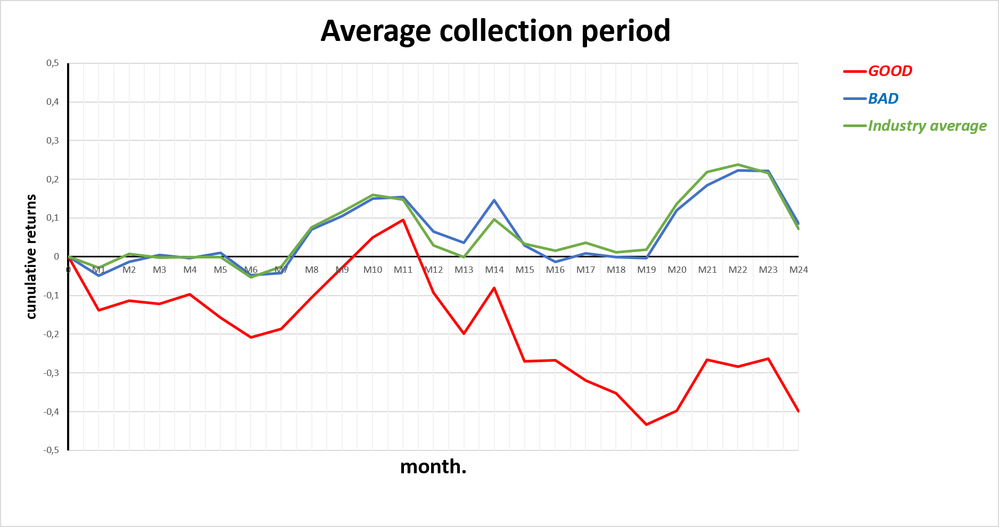 Average collection period
GOOD
BAD
Industry average
cunulative returns
0,5
0,4
0,3
0,2
0,1
0
-0,1
-0,2
-0,3
-0,4
-0,5
0 M1 M2 M3 M4 M5 M6 M7 M8 M9 M10 M11 M12 M13 M14 M15 M16 M17 M18 M19 M20 M21 M22 M23 M24
month.